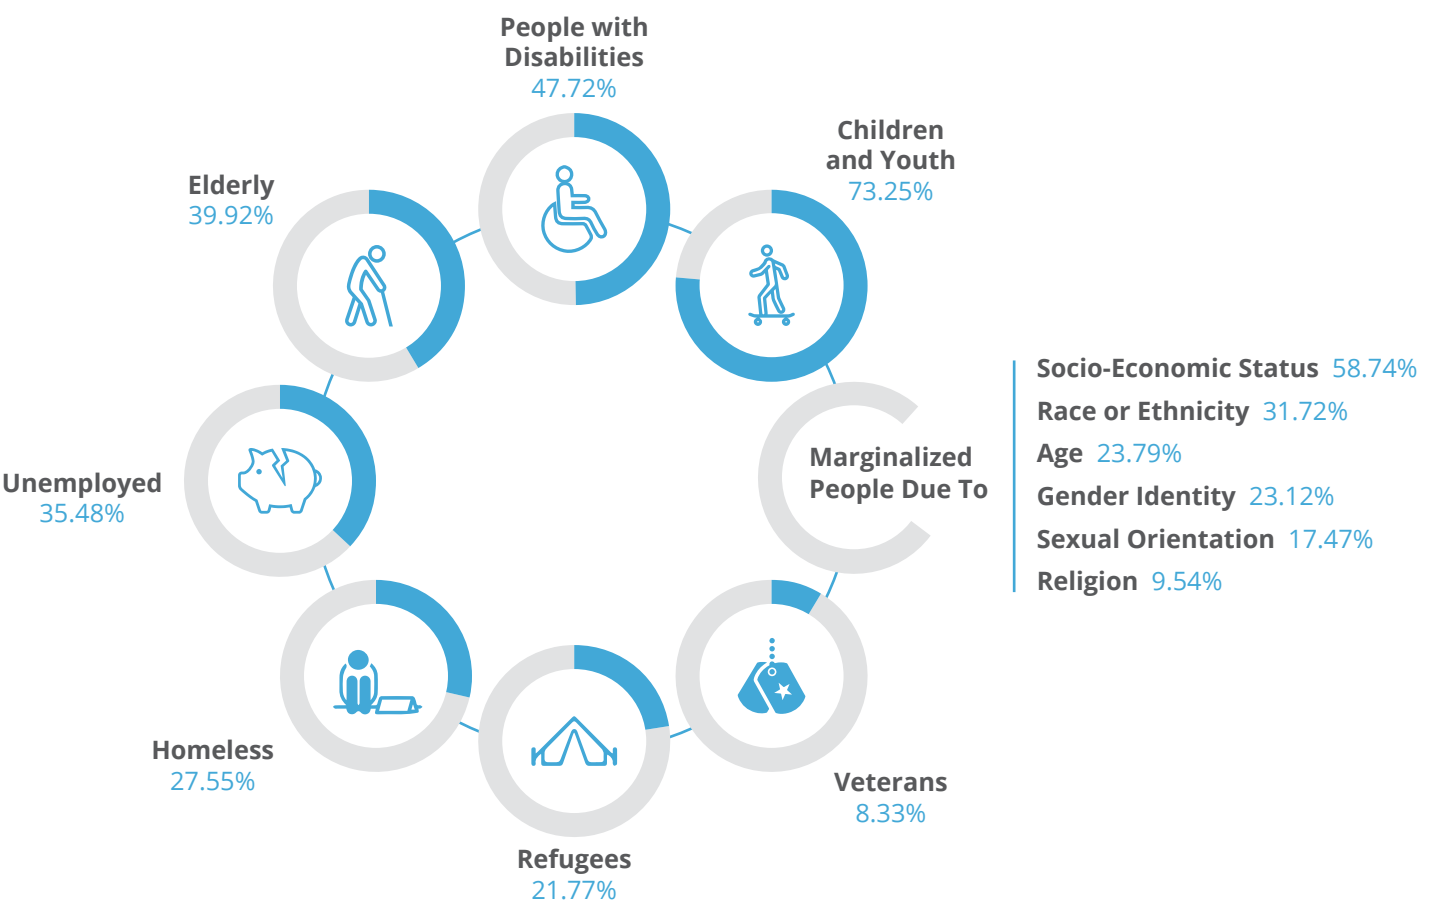 People with
Disabilities
47.72%
Children
and Youth
73.25%
Elderly
39.92%
Marginalized
People Due To
Socio-Economic Status 58.74%
Race or Ethnicity 31.72%
Age 23.79%
Gender Identity 23.12%
Sexual Orientation 17.47%
Religion 9.54%
Unemployed
35.48%
Homeless
27.55%
Veterans
8.33%
Refugees
21.77%